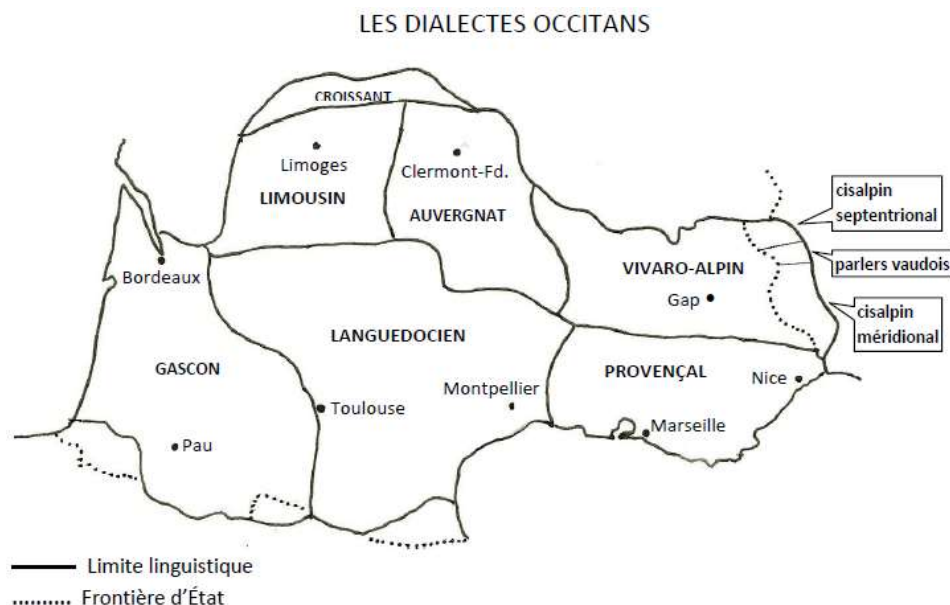 LES DIALECTES OCCITANS
CROISSANT
Limoges
LIMOUSIN
Clermont-Fd.
AUVERGNAT
cisalpin
septentrional
parlers vaudois
cisalpin
méridional
VIVARO-ALPIN
Gap
Bordeaux
GASCON
LANGUEDOCIEN
PROVENÇAL
Nice
Montpellier
Toulouse
Marseille
Pau
Limite linguistique
Frontière d'État